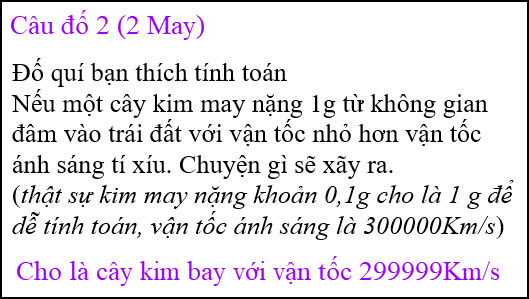 Câu đố 2 (2 May)
Đố quí bạn thích tính toán
Nếu một cây kim may nặng 1g từ không gian
đâm vào trái đất với vận tốc nhỏ hơn vận tốc
ánh sáng tí xíu. Chuyện gì sẽ xãy ra.
(thật sự kim may nặng khoản 0,1g cho là 1 g để
dễ tính toán, vận tốc ánh sáng là 300000Km/s)
Cho là cây kim bay với vận tốc 299999Km/s